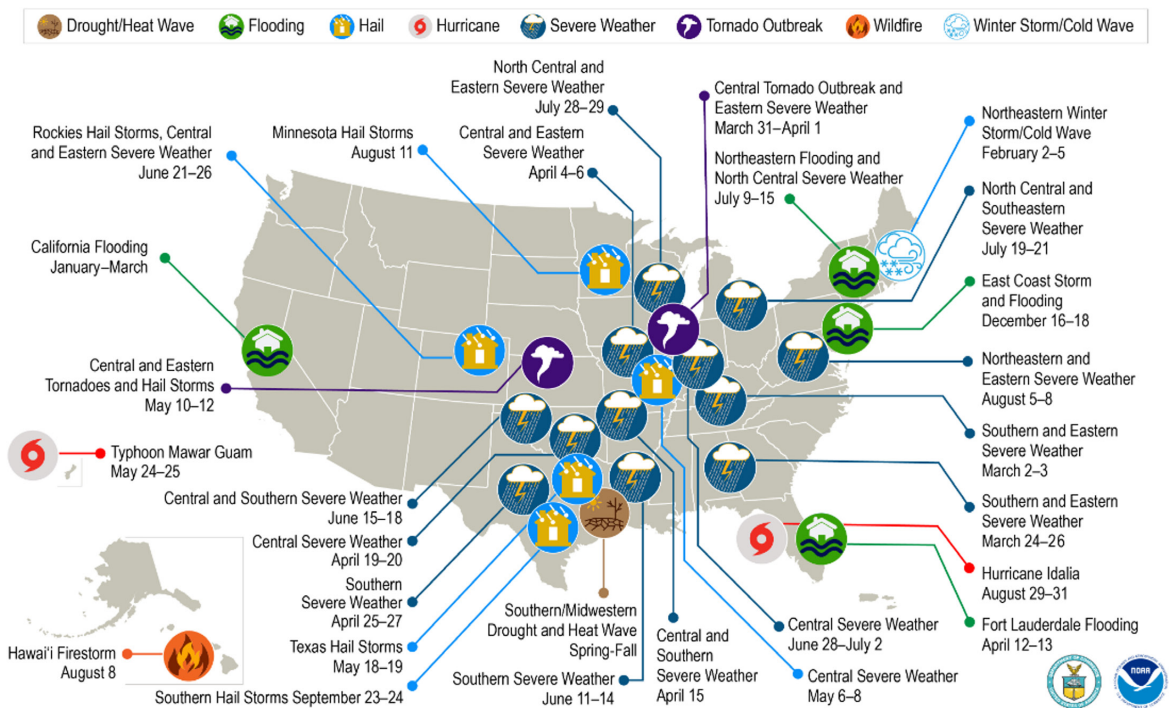 Drought/Heat Wave
Flooding
Hail
Hurricane
Severe Weather
Tornado Outbreak
Wildfire
Winter Storm/Cold Wave
North Central and
Eastern Severe Weather
July 28–29
Central Tornado Outbreak and
Eastern Severe Weather
March 31–April 1
Northeastern Winter
Storm/Cold Wave
February 2–5
Rockies Hail Storms, Central
and Eastern Severe Weather
June 21–26
Minnesota Hail Storms
August 11
Central and Eastern
Severe Weather
April 4–6
Northeastern Flooding and
North Central Severe Weather
July 9–15
North Central and
Southeastern
Severe Weather
July 19–21
California Flooding
January–March
East Coast Storm
and Flooding
December 16–18
Central and Eastern
Tornadoes and Hail Storms
May 10–12
Northeastern and
Eastern Severe Weather
August 5–8
Typhoon Mawar Guam
May 24–25
Southern and Eastern
Severe Weather
March 2–3
Central and Southern Severe Weather
June 15–18
Southern and Eastern
Severe Weather
March 24–26
Central Severe Weather
April 19–20
Southern
Severe Weather
April 25–27
Hurricane Idalia
August 29–31
Southern/Midwestern
Drought and Heat Wave
Spring-Fall
Central and
Southern
Severe Weather
April 15
Central Severe Weather
June 28–July 2
Fort Lauderdale Flooding
April 12–13
Texas Hail Storms
May 18–19
Hawai‘i Firestorm
August 8
Southern Hail Storms September 23–24
Southern Severe Weather
June 11–14
Central Severe Weather
May 6–8
NOAA